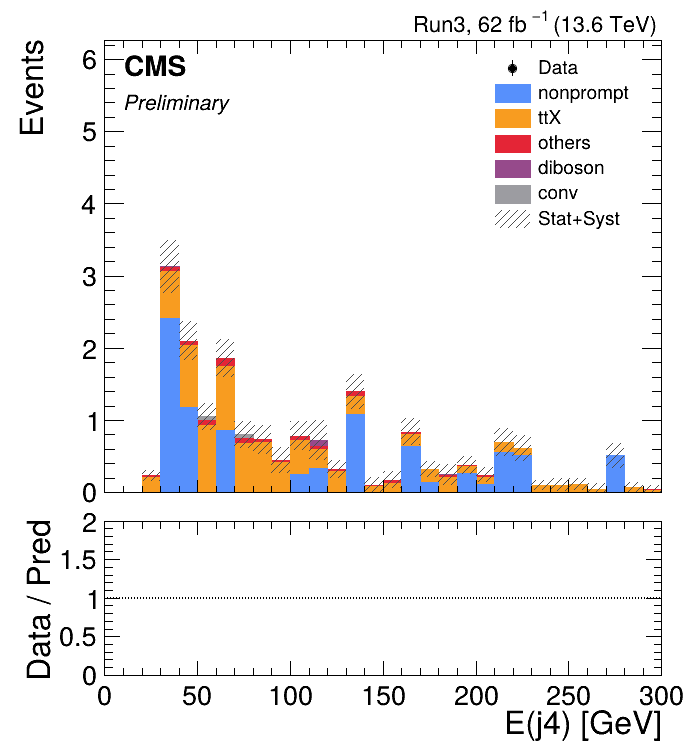 Run3, 62 fb⁻¹ (13.6 TeV)
CMS
Preliminary
Events
6
5
4
3
2
1
0
Data
nonprompt
ttX
others
diboson
conv
Stat+Syst
Data / Pred
2
1.5
1
0.5
0
0 50 100 150 200 250 300
E(j4) [GeV]